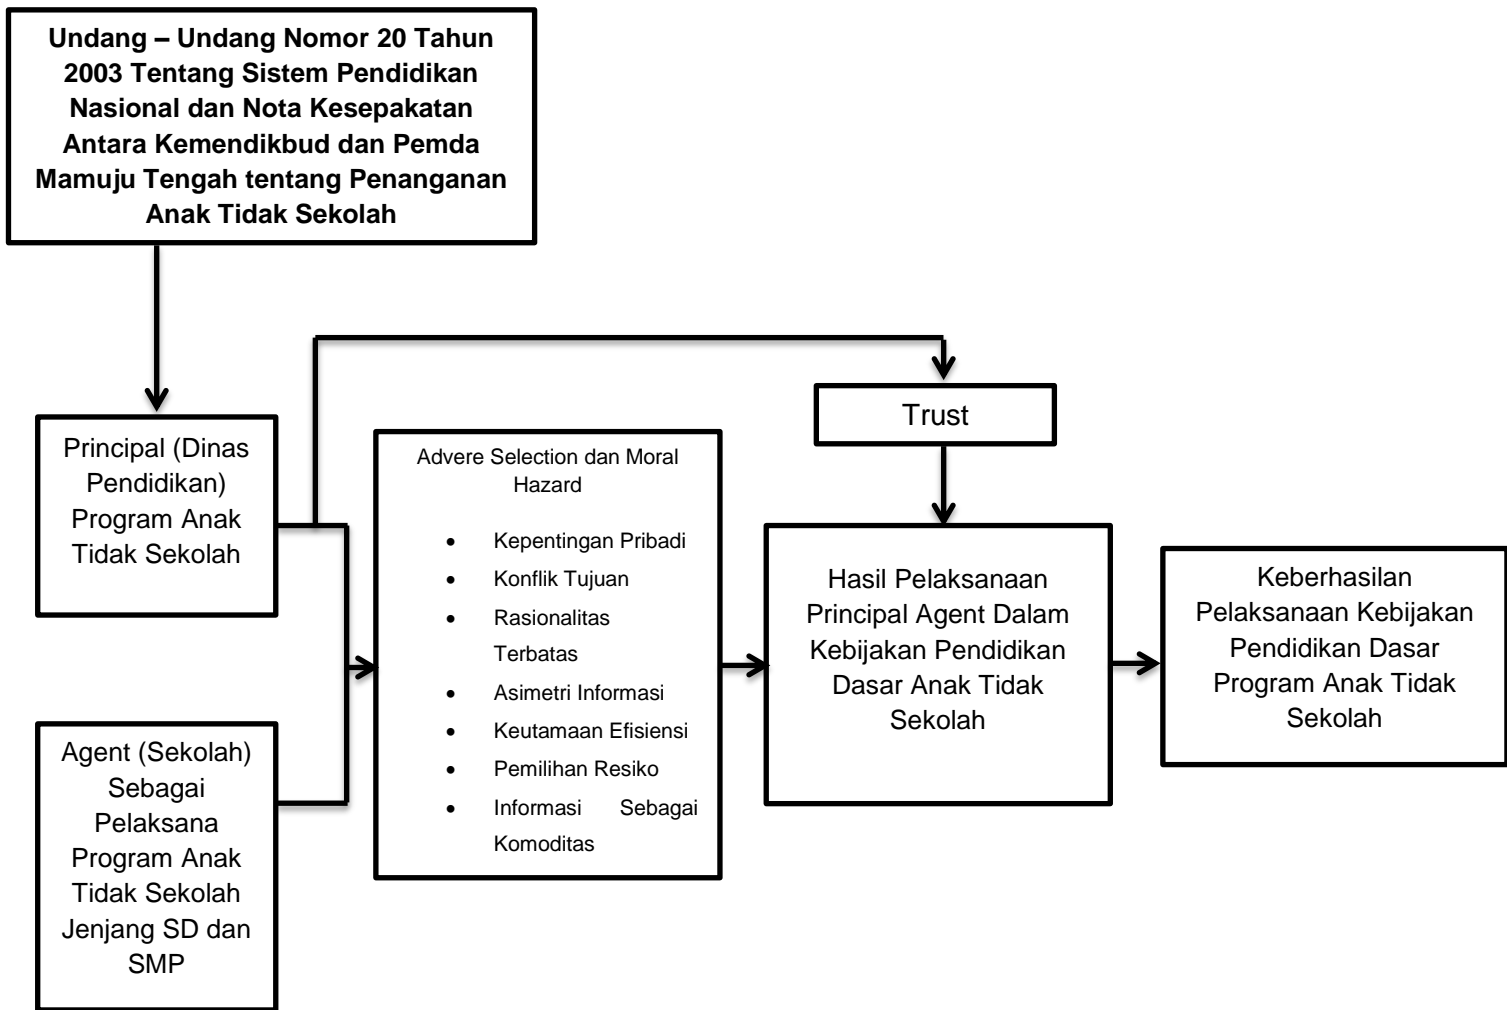 Undang – Undang Nomor 20 Tahun
2003 Tentang Sistem Pendidikan
Nasional dan Nota Kesepakatan
Antara Kemendikbud dan Pemda
Mamuju Tengah tentang Penanganan
Anak Tidak Sekolah
Trust
Principal (Dinas
Pendidikan)
Program Anak
Tidak Sekolah
Advere Selection dan Moral
Hazard
• Kepentingan Pribadi
• Konflik Tujuan
• Rasionalitas
Terbatas
• Asimetri Informasi
• Keutamaan Efisiensi
• Pemilihan Resiko
• Informasi Sebagai
Komoditas
Hasil Pelaksanaan
Principal Agent Dalam
Kebijakan Pendidikan
Dasar Anak Tidak
Sekolah
Keberhasilan
Pelaksanaan Kebijakan
Pendidikan Dasar
Program Anak Tidak
Sekolah
Agent (Sekolah)
Sebagai
Pelaksana
Program Anak
Tidak Sekolah
Jenjang SD dan
SMP